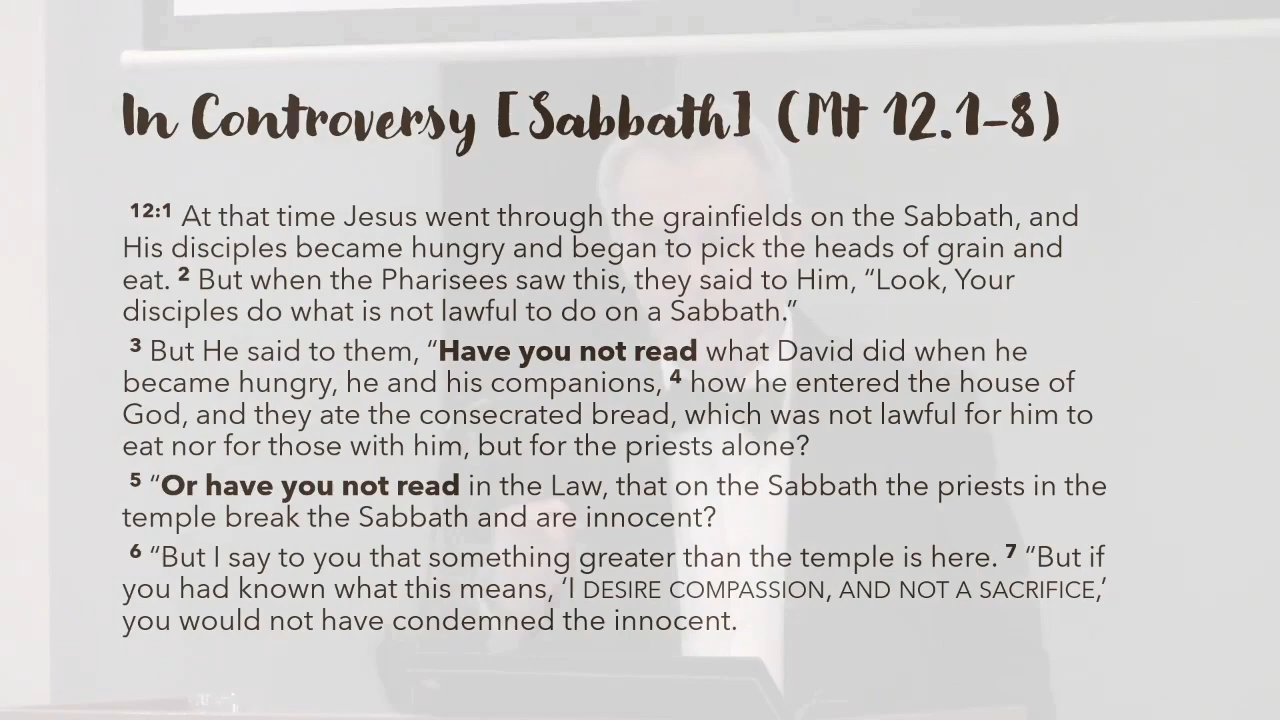 In Controversy [Sabbath] (Mt 12.1-8)
12:1 At that time Jesus went through the grainfields on the Sabbath, and
His disciples became hungry and began to pick the heads of grain and
eat. 2 But when the Pharisees saw this, they said to Him, “Look, Your
disciples do what is not lawful to do on a Sabbath.”
3 But He said to them, “Have you not read what David did when he
became hungry, he and his companions, 4 how he entered the house of
God, and they ate the consecrated bread, which was not lawful for him to
eat nor for those with him, but for the priests alone?
5 “Or have you not read in the Law, that on the Sabbath the priests in the
temple break the Sabbath and are innocent?
6 “But I say to you that something greater than the temple is here. 7 “But if
you had known what this means, ‘I DESIRE COMPASSION, AND NOT A SACRIFICE,’
you would not have condemned the innocent.